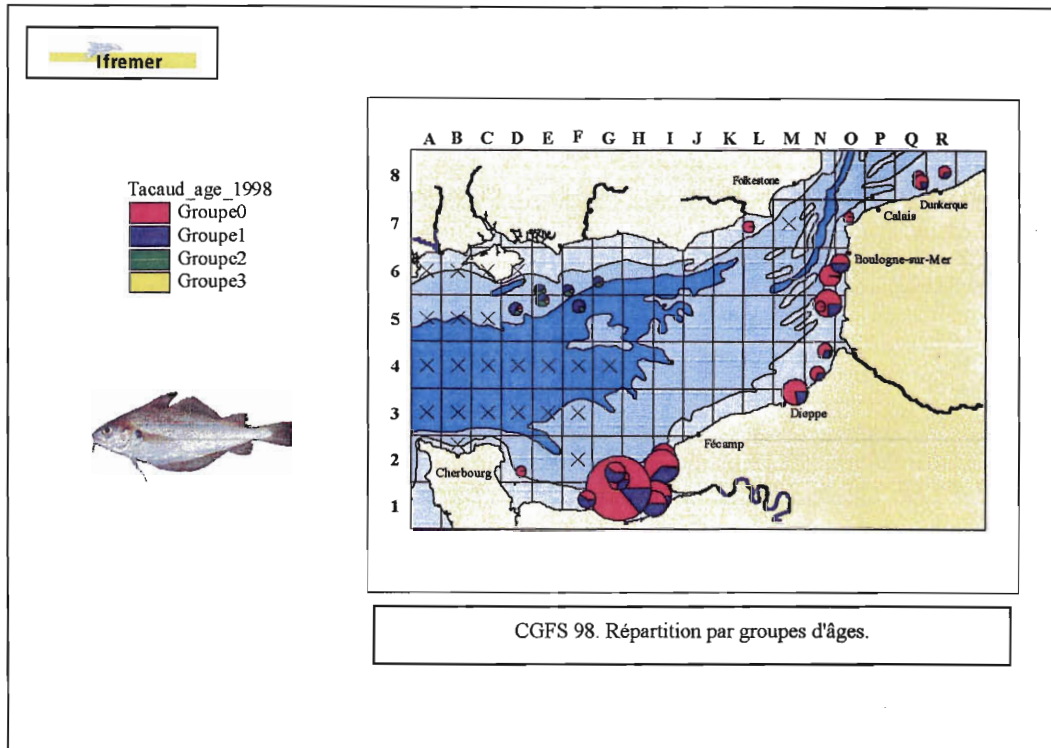 Ifremer
Tacaud_age_1998
Groupe0
Groupe1
Groupe2
Groupe3
A B C D E F G H I J K L M N O P Q R
8
7
6
5
4
3
2
1
Folkestone
Dunkerque
Calais
Boulogne-sur-Mer
Dieppe
Fécamp
Cherbourg
CGFS 98. Répartition par groupes d'âges.